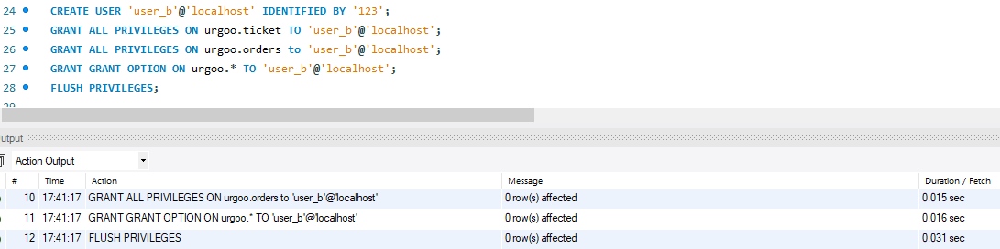 24 CREATE USER 'user_b'@'localhost' IDENTIFIED BY '123';
25 GRANT ALL PRIVILEGES ON urgoo.ticket TO 'user_b'@'localhost';
26 GRANT ALL PRIVILEGES ON urgoo.orders to 'user_b'@'localhost';
27 GRANT GRANT OPTION ON urgoo.* TO 'user_b'@'localhost';
28 FLUSH PRIVILEGES;
29
utput
Action Output
# Time Action Message Duration / Fetch
10 17:41:17 GRANT ALL PRIVILEGES ON urgoo.orders to 'user_b'@'localhost' 0 row(s) affected 0.015 sec
11 17:41:17 GRANT GRANT OPTION ON urgoo.* TO 'user_b'@'localhost' 0 row(s) affected 0.016 sec
12 17:41:17 FLUSH PRIVILEGES 0 row(s) affected 0.031 sec